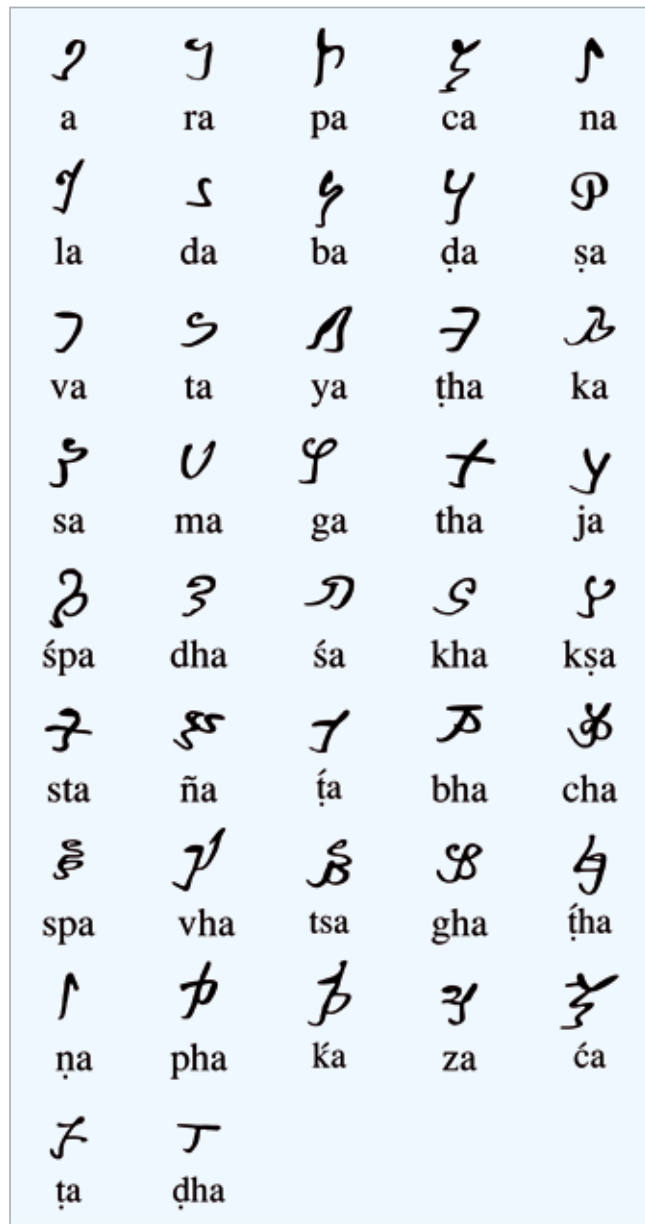 𐨀 𐨪 𐨤 𐨕 𐨣
a ra pa ca na
𐨫 𐨡 𐨦 𐨜 𐨮
la da ba ḍa ṣa
𐨬 𐨟 𐨩 𐨛 𐨐
va ta ya ṭha ka
𐨯 𐨨 𐨒 𐨠 𐨗
sa ma ga tha ja
𐨭𐨿𐨤 𐨢 𐨭 𐨑 𐨐𐨿𐨮
śpa dha śa kha kṣa
𐨯𐨿𐨟 𐨙 𐨴 𐨧 𐨖
sta ña ṭ́a bha cha
𐨯𐨿𐨤 𐨵 𐨟𐨿𐨯 𐨓 𐨳
spa vha tsa gha ṭ́ha
𐨞 𐨥 𐨲 𐨰 𐨕𐨸
ṇa pha ḱa za ća
𐨚 𐨝
ṭa ḍha